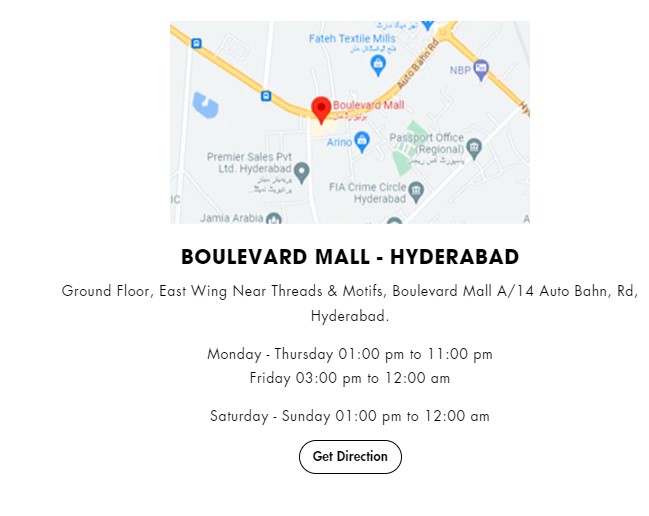 Fateh Textile Mills
Auto Bahn Rd
NBP
Boulevard Mall
Arino
Passport Office
(Regional)
Premier Sales Pvt
Ltd. Hyderabad
FIA Crime Circle
Hyderabad
IC
Jamia Arabia
BOULEVARD MALL - HYDERABAD
Ground Floor, East Wing Near Threads & Motifs, Boulevard Mall A/14 Auto Bahn, Rd,
Hyderabad.
Monday - Thursday 01:00 pm to 11:00 pm
Friday 03:00 pm to 12:00 am
Saturday - Sunday 01:00 pm to 12:00 am
Get Direction